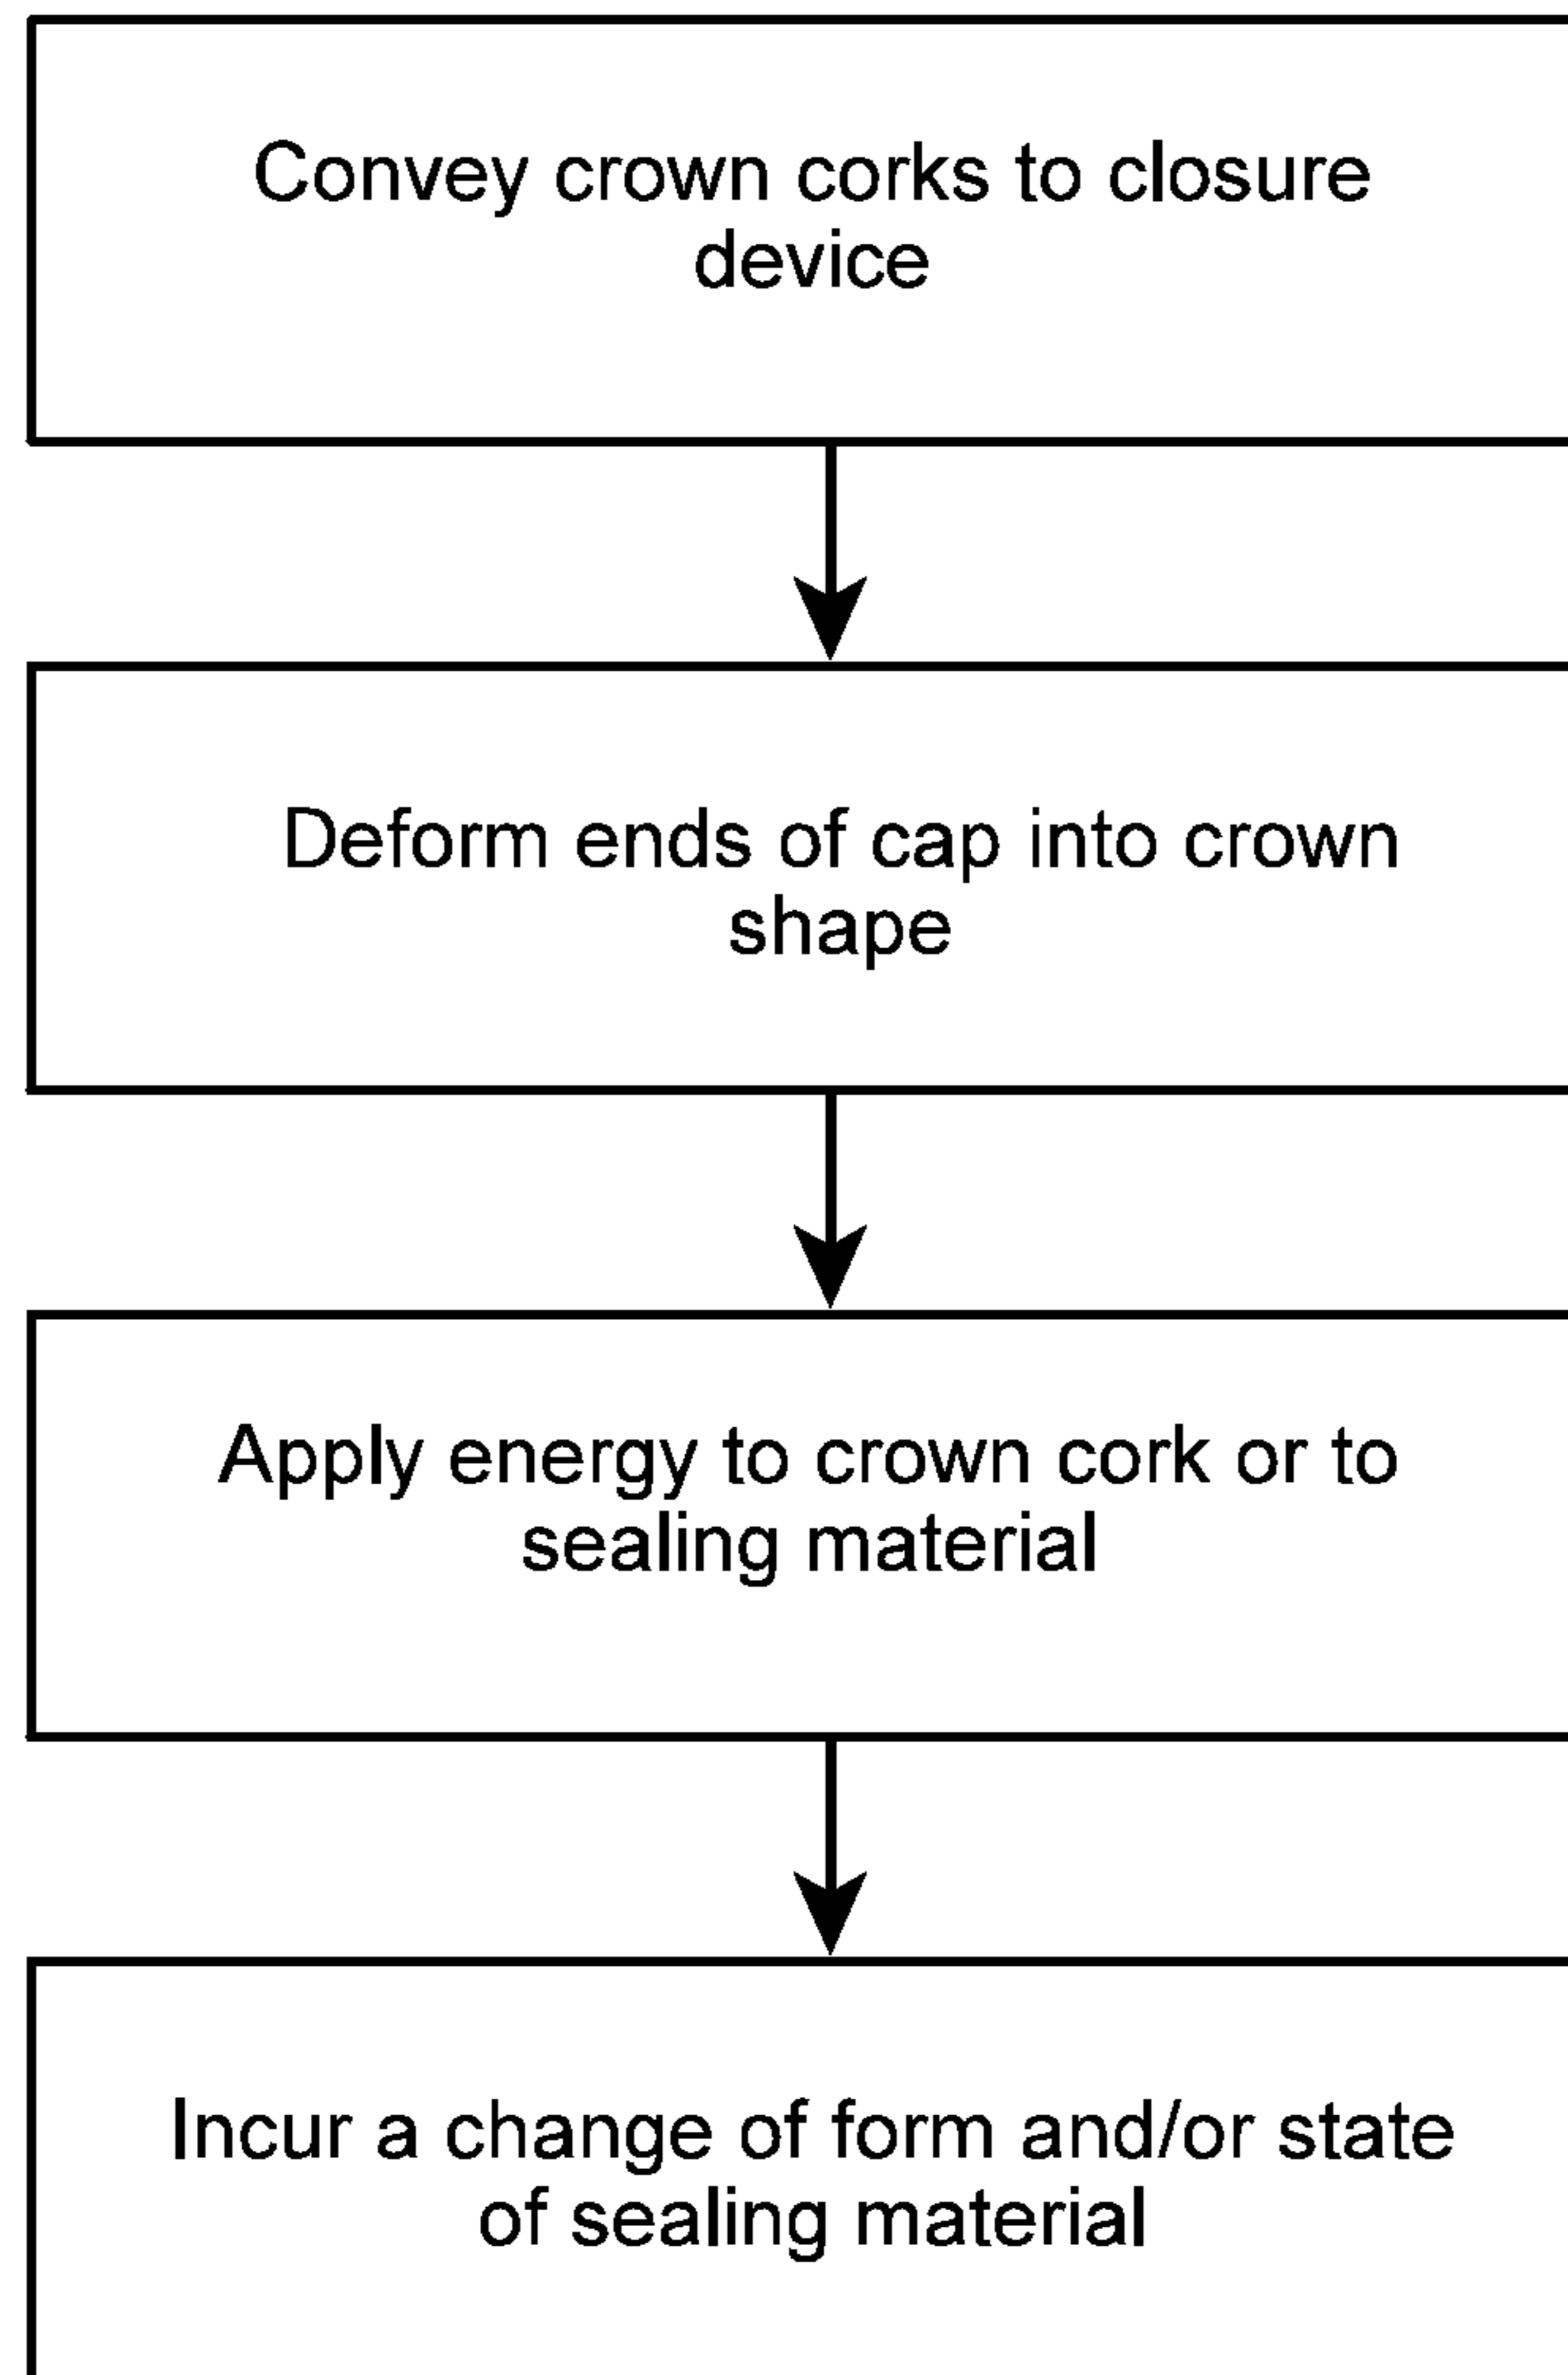 Convey crown corks to closure
device
Deform ends of cap into crown
shape
Apply energy to crown cork or to
sealing material
Incur a change of form and/or state
of sealing material